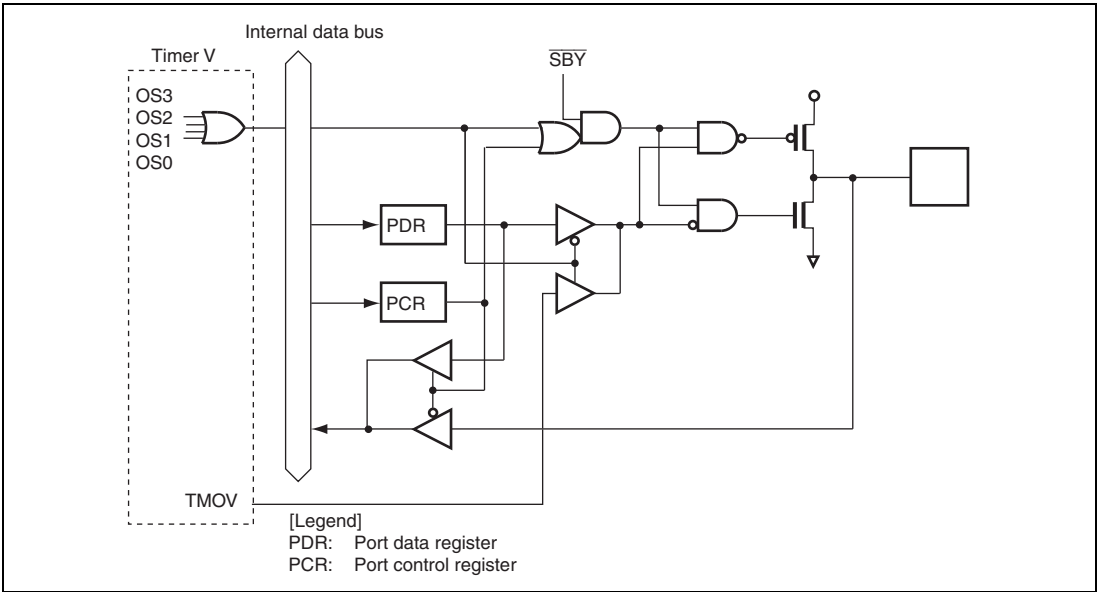 Internal data bus
Timer V
SBY
OS3
OS2
OS1
OS0
PDR
PCR
TMOV
[Legend]
PDR: Port data register
PCR: Port control register